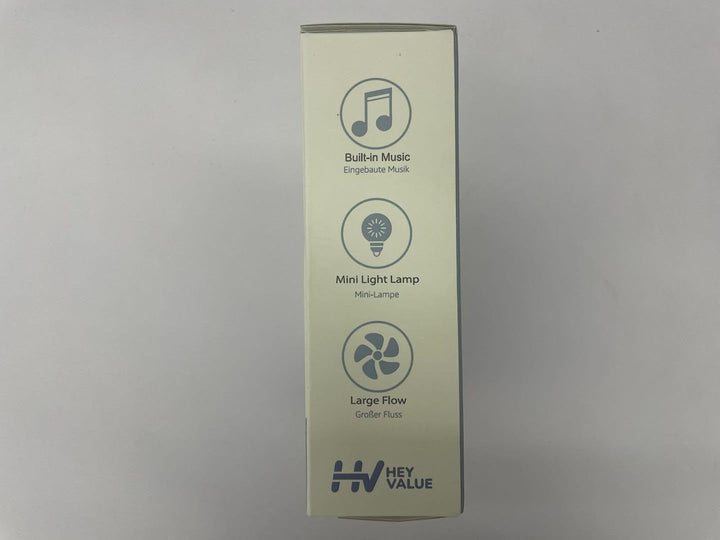 Built-in Music
Eingebaute Musik
Mini Light Lamp
Mini-Lampe
Large Flow
Großer Fluss
HV HEY
VALUE